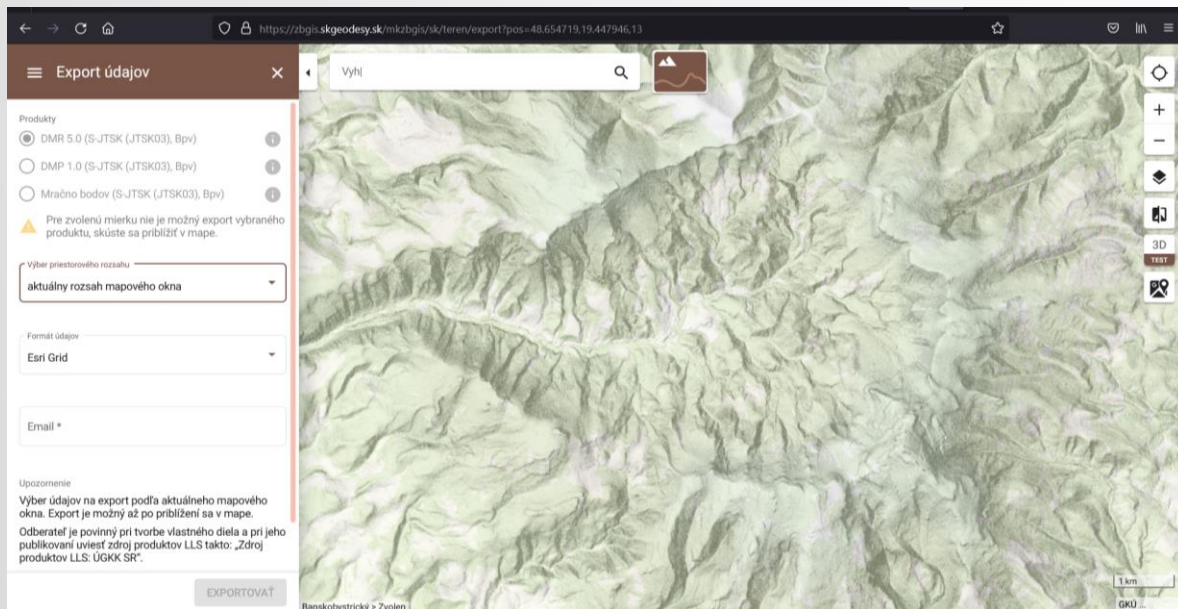 https://zbgis.skgeodesy.sk/mkzbgis/sk/teren/export?pos=48.654719,19.447946,13
Export údajov
Vyhl
Produkty
DMR 5.0 (S-JTSK (JTSK03), Bpv)
DMP 1.0 (S-JTSK (JTSK03), Bpv)
Mračno bodov (S-JTSK (JTSK03), Bpv)
Pre zvolenú mierku nie je možný export vybraného
produktu, skúste sa priblížiť v mape.
Výber priestorového rozsahu
aktuálny rozsah mapového okna
Formát údajov
Esri Grid
Email *
Upozornenie
Výber údajov na export podľa aktuálneho mapového
okna. Export je možný až po priblížení sa v mape.
Odberateľ je povinný pri tvorbe vlastného diela a pri jeho
publikovaní uviesť zdroj produktov LLS takto: „Zdroj
produktov LLS: ÚGKK SR".
EXPORTOVAŤ
3D
TEST
1 km
Banskobystrický > Zvolen
GKÚ ...